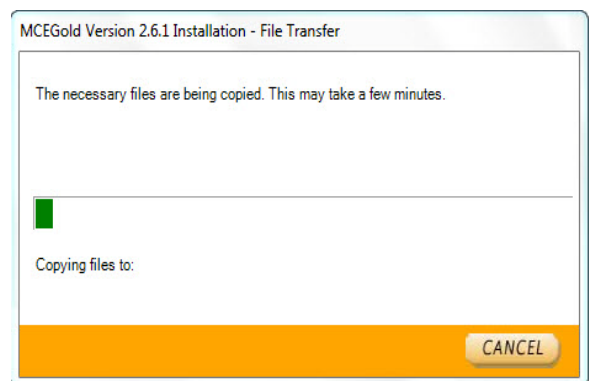 MCEGold Version 2.6.1 Installation - File Transfer
The necessary files are being copied. This may take a few minutes.
Copying files to:
CANCEL